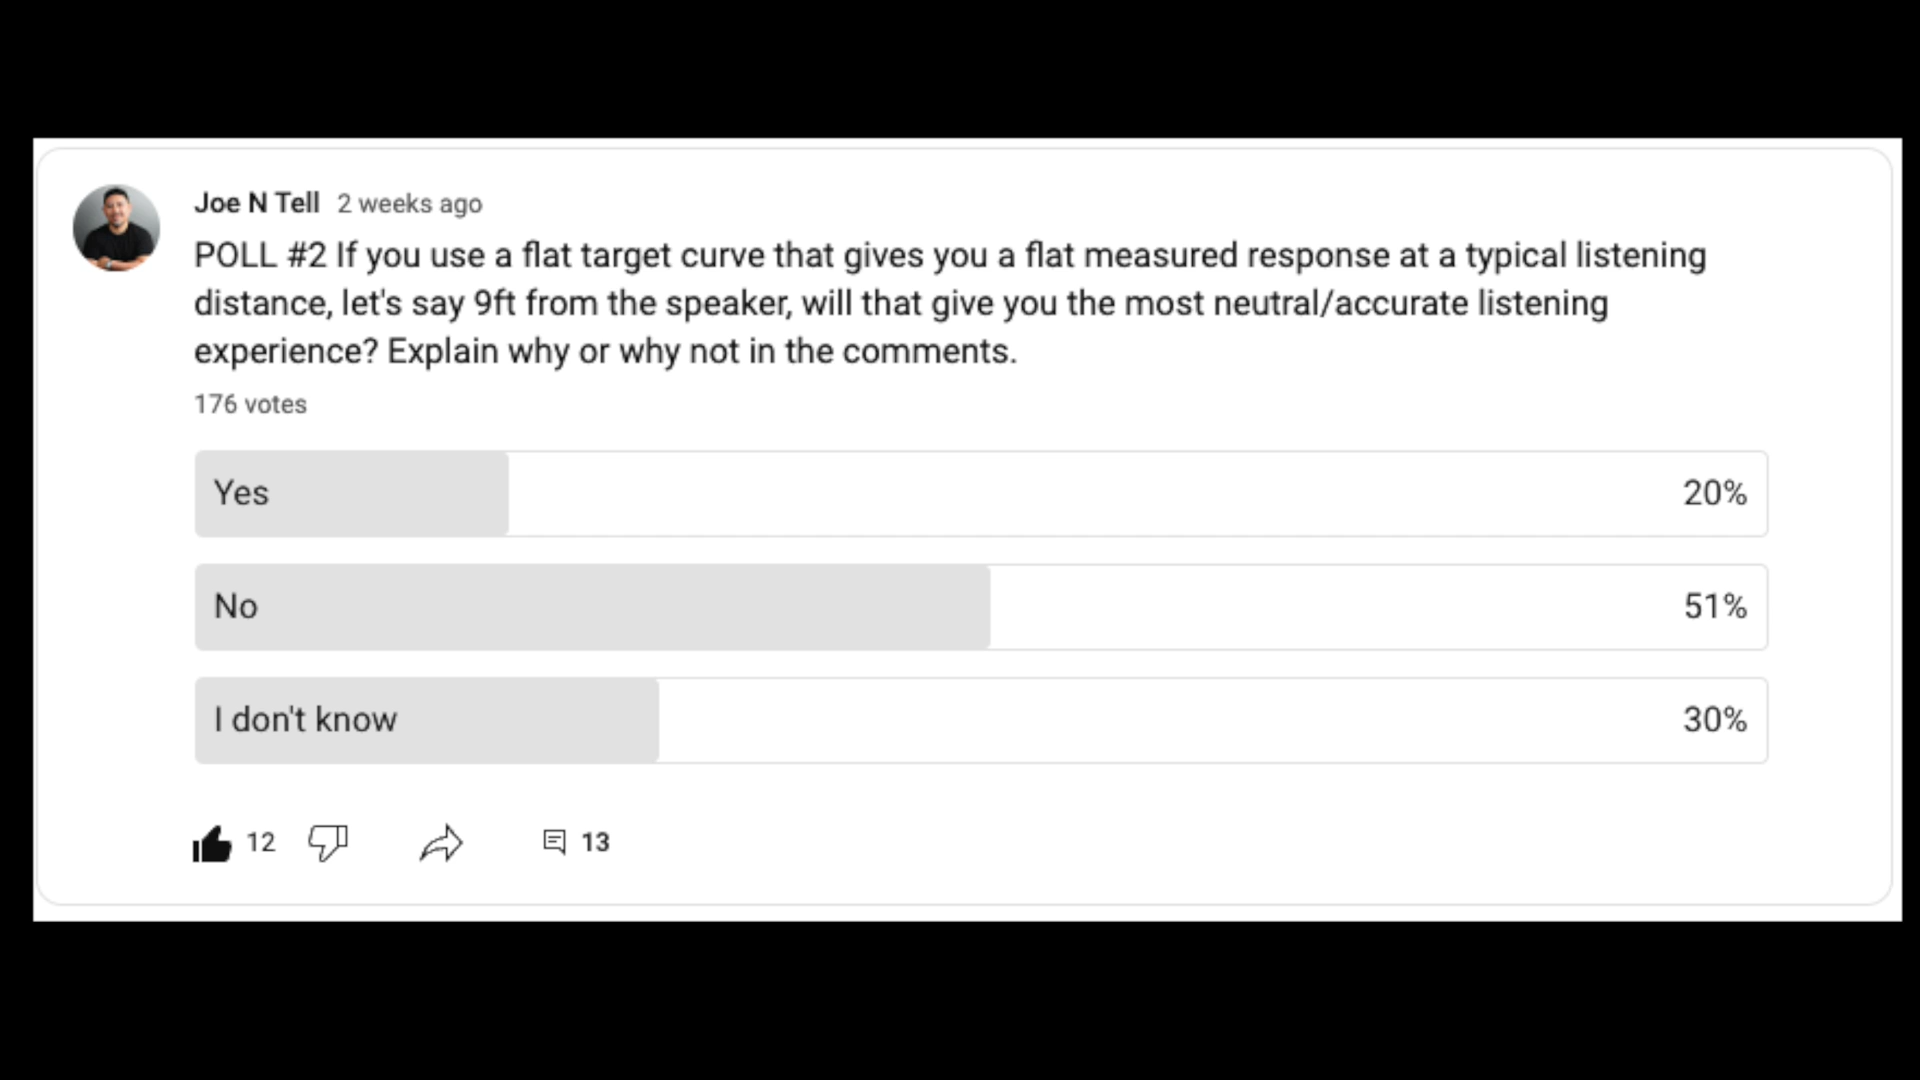 Joe N Tell 2 weeks ago
POLL #2 If you use a flat target curve that gives you a flat measured response at a typical listening
distance, let's say 9ft from the speaker, will that give you the most neutral/accurate listening
experience? Explain why or why not in the comments.
176 votes
Yes 20%
No 51%
I don't know 30%
12 13